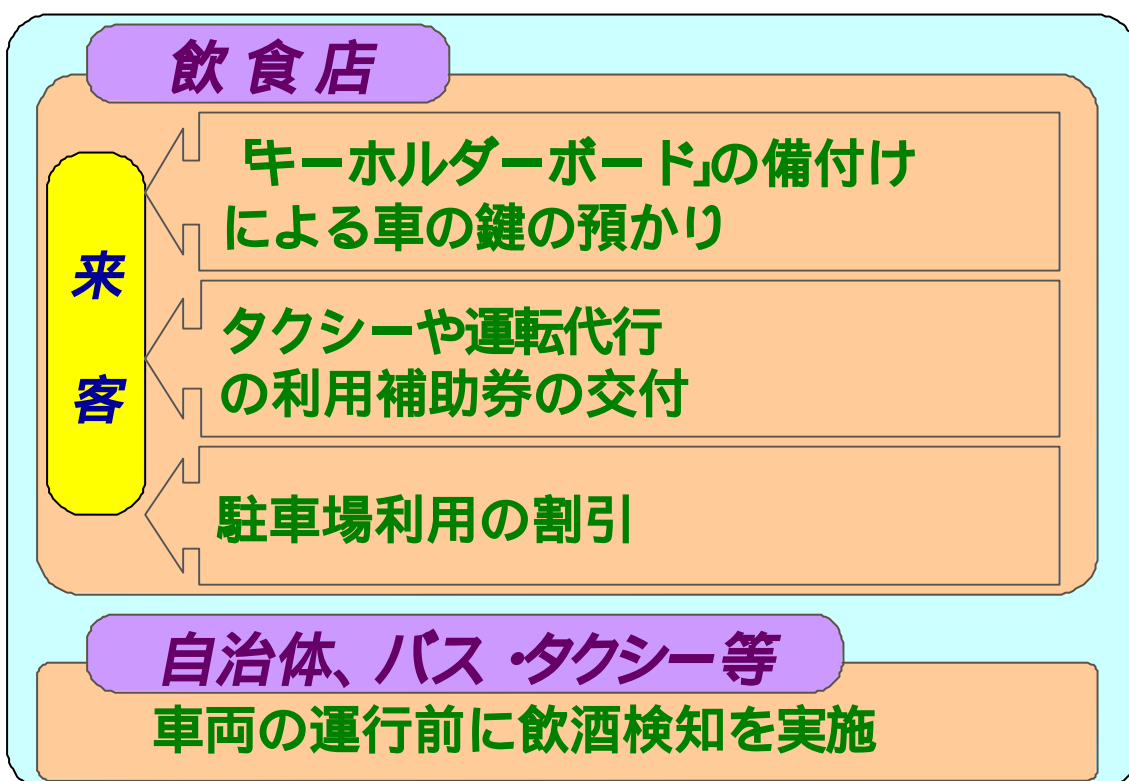 飲食店
来客
「キーホルダーボード」の備付け
による車の鍵の預かり
タクシーや運転代行
の利用補助券の交付
駐車場利用の割引
自治体、バス・タクシー等
車両の運行前に飲酒検知を実施